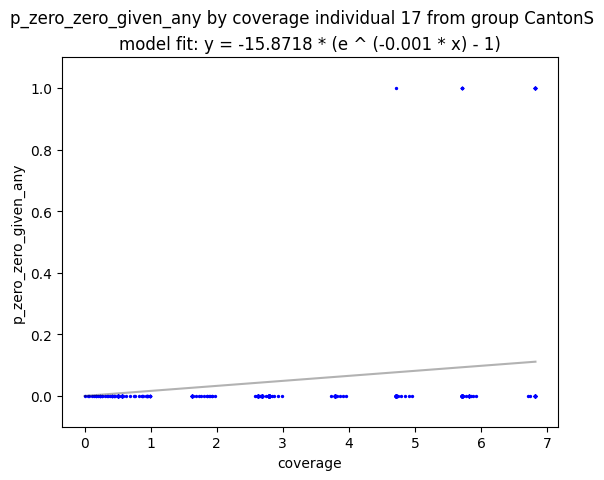 p_zero_zero_given_any by coverage individual 17 from group CantonS
model fit: y = -15.8718 * (e ^ (-0.001 * x) - 1)
1.0
0.8
0.6
0.4
0.2
0.0
p_zero_zero_given_any
0 1 2 3 4 5 6 7
coverage